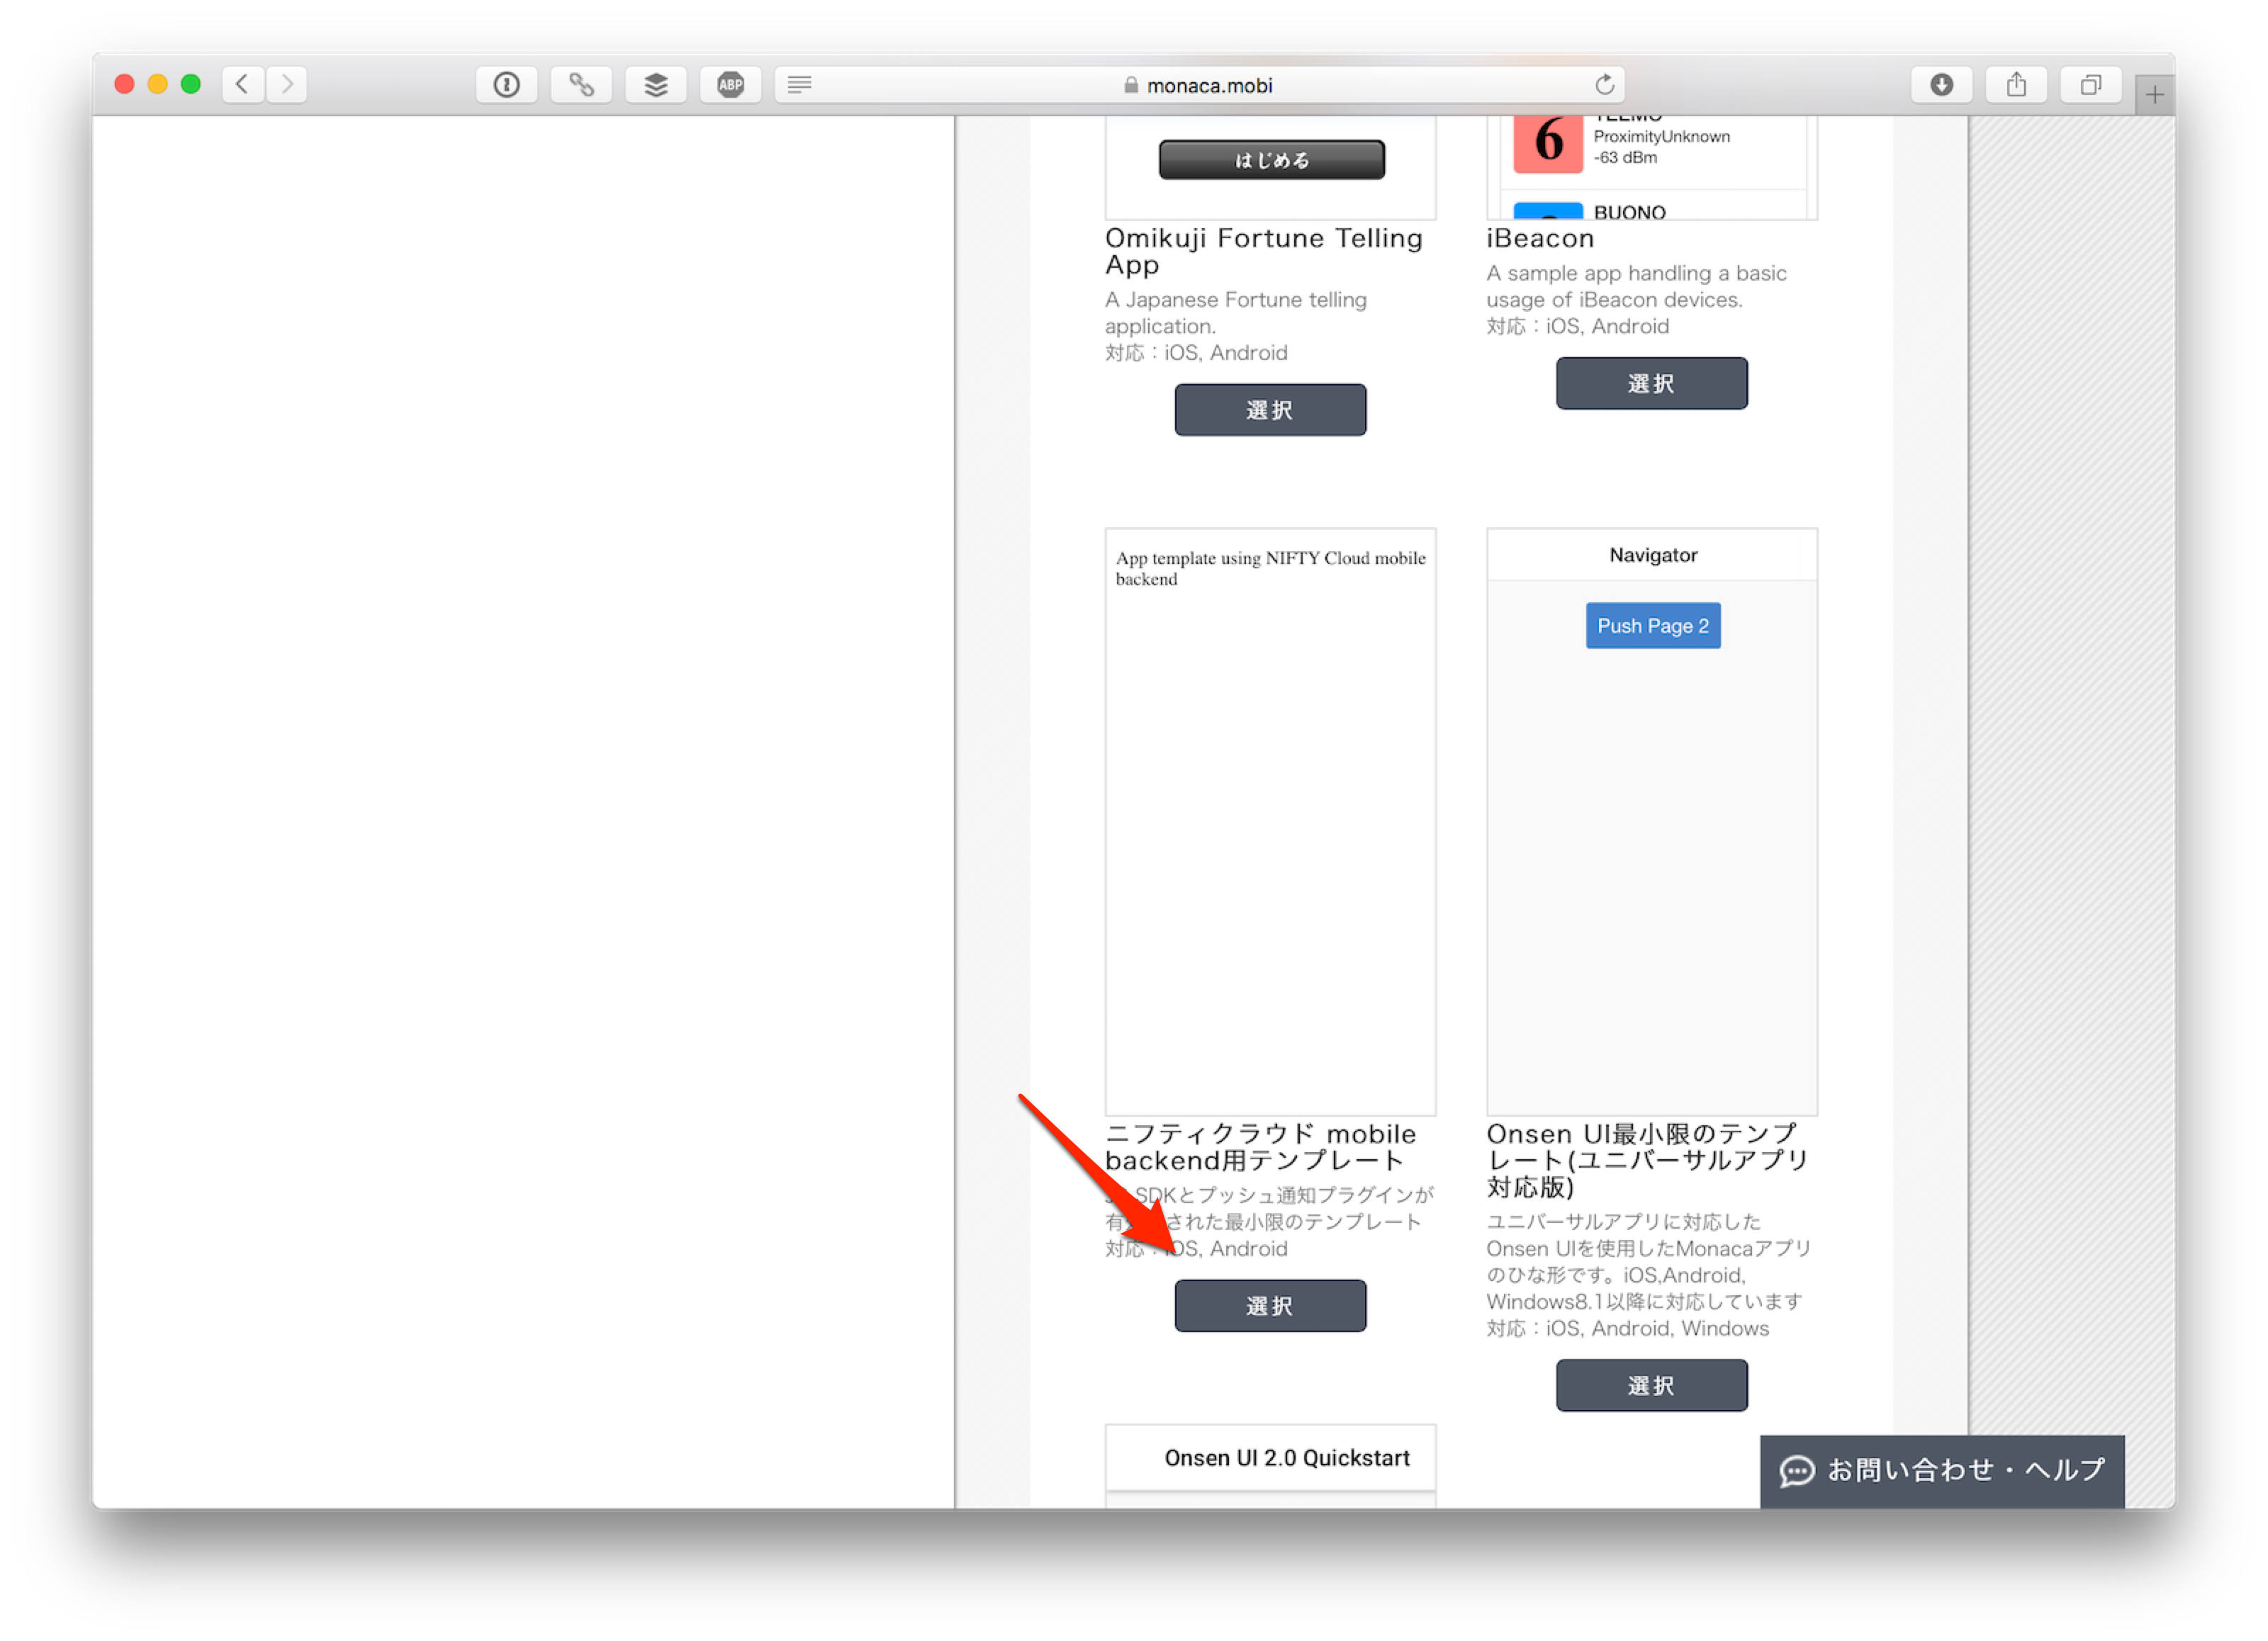 ABP
monaca.mobi
はじめる
Omikuji Fortune Telling
App
A Japanese Fortune telling
application.
対応：iOS, Android
選択
6
ProximityUnknown
-63 dBm
BUONO
iBeacon
A sample app handling a basic
usage of iBeacon devices.
対応：iOS, Android
選択
App template using NIFTY Cloud mobile
backend
ニフティクラウド mobile
backend用テンプレート
SDKとプッシュ通知プラグインが
有 された最小限のテンプレート
対応：iOS, Android
選択
Navigator
Push Page 2
Onsen UI最小限のテンプ
レート(ユニバーサルアプリ
対応版)
ユニバーサルアプリに対応した
Onsen UIを使用したMonacaアプリ
のひな形です。iOS,Android,
Windows8.1以降に対応しています
対応：iOS, Android, Windows
選択
Onsen UI 2.0 Quickstart
お問い合わせ・ヘルプ